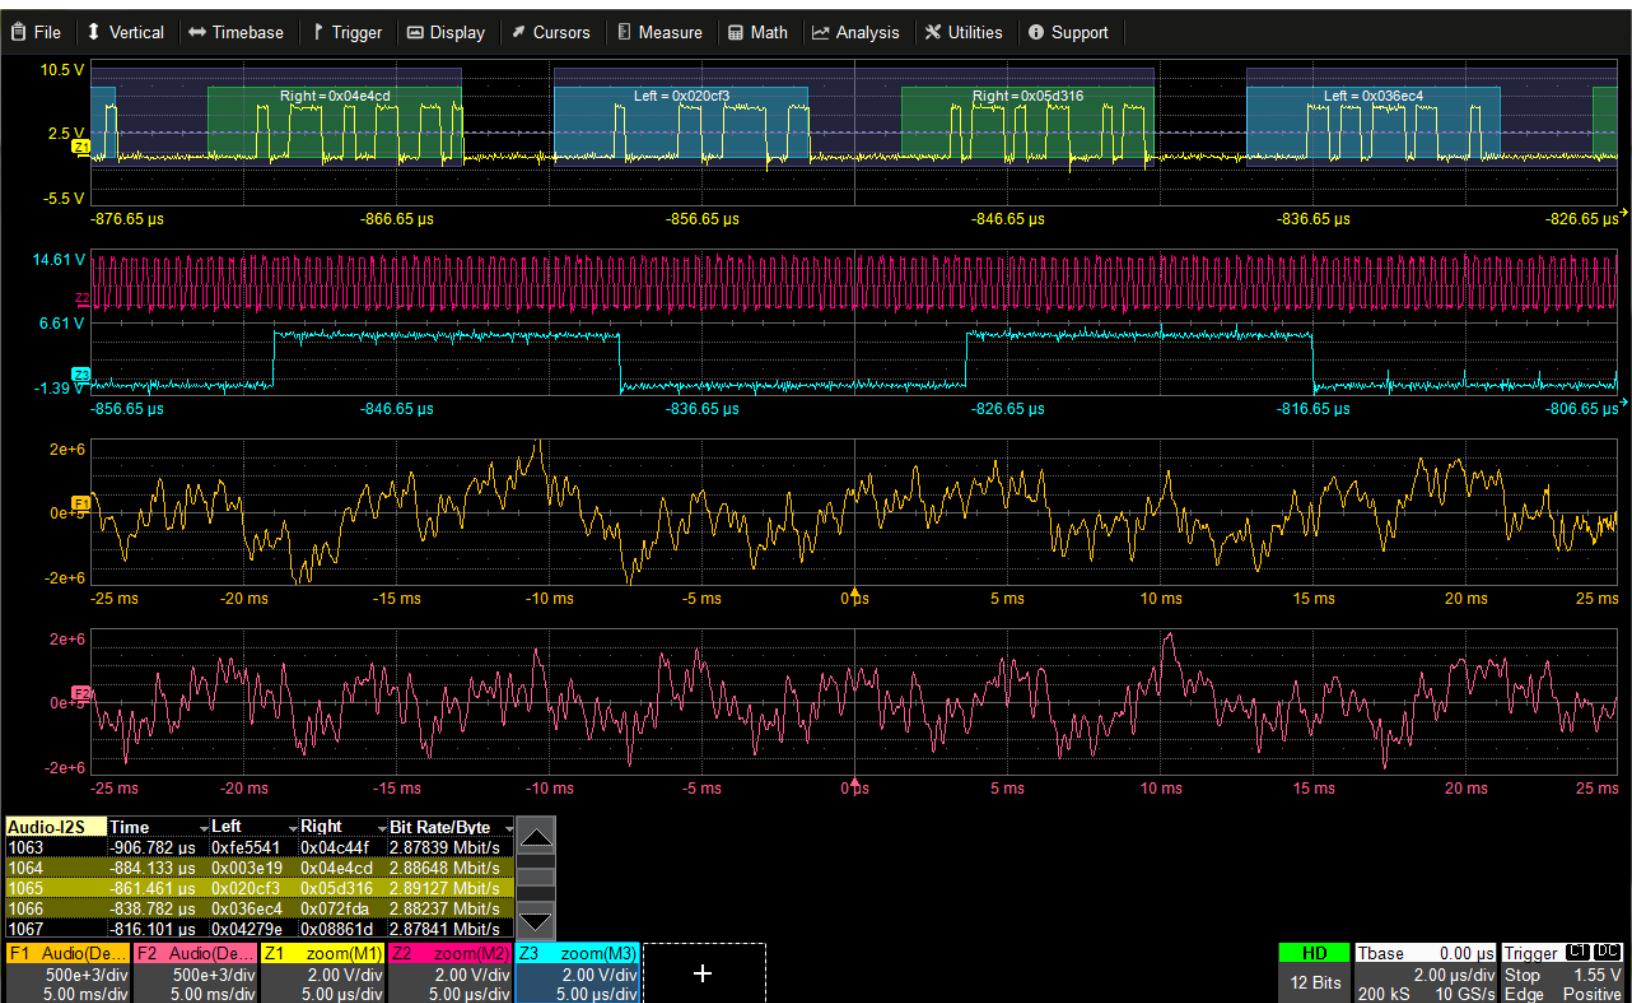 File Vertical Timebase Trigger Display Cursors Measure Math Analysis Utilities Support
10.5 V
Right=0x04e4cd Left = 0x020cf3 Right=0x05d316 Left = 0x036ec4
2.5 V
Z1
-5.5 V
-876.65 µs -866.65 µs -856.65 µs -846.65 µs -836.65 µs -826.65 µs
14.61 V
Z2
6.61 V
Z3
-1.39 V
-856.65 µs -846.65 µs -836.65 µs -826.65 µs -816.65 µs -806.65 µs
2e+6
F1
-2e+6
-25 ms -20 ms -15 ms -10 ms -5 ms 0 µs 5 ms 10 ms 15 ms 20 ms 25 ms
2e+6
F2
-2e+6
-25 ms -20 ms -15 ms -10 ms -5 ms 0 µs 5 ms 10 ms 15 ms 20 ms 25 ms
Audio-I2S Time Left Right Bit Rate/Byte
1063 -906.782 µs 0xfe5541 0x04c44f 2.87839 Mbit/s
1064 -884.133 µs 0x003e19 0x04e4cd 2.88648 Mbit/s
1065 -861.461 µs 0x020cf3 0x05d316 2.89127 Mbit/s
1066 -838.782 µs 0x036ec4 0x072fda 2.88237 Mbit/s
1067 -816.101 µs 0x04279e 0x08861d 2.87841 Mbit/s
F1 Audio(De... F2 Audio(De... Z1 zoom(M1) Z2 zoom(M2) Z3 zoom(M3) HD Tbase 0.00 µs Trigger C1 DC
500e+3/div 500e+3/div 2.00 V/div 2.00 V/div 2.00 V/div + 12 Bits 2.00 µs/div Stop 1.55 V
5.00 ms/div 5.00 ms/div 5.00 µs/div 5.00 µs/div 5.00 µs/div 200 kS 10 GS/s Edge Positive